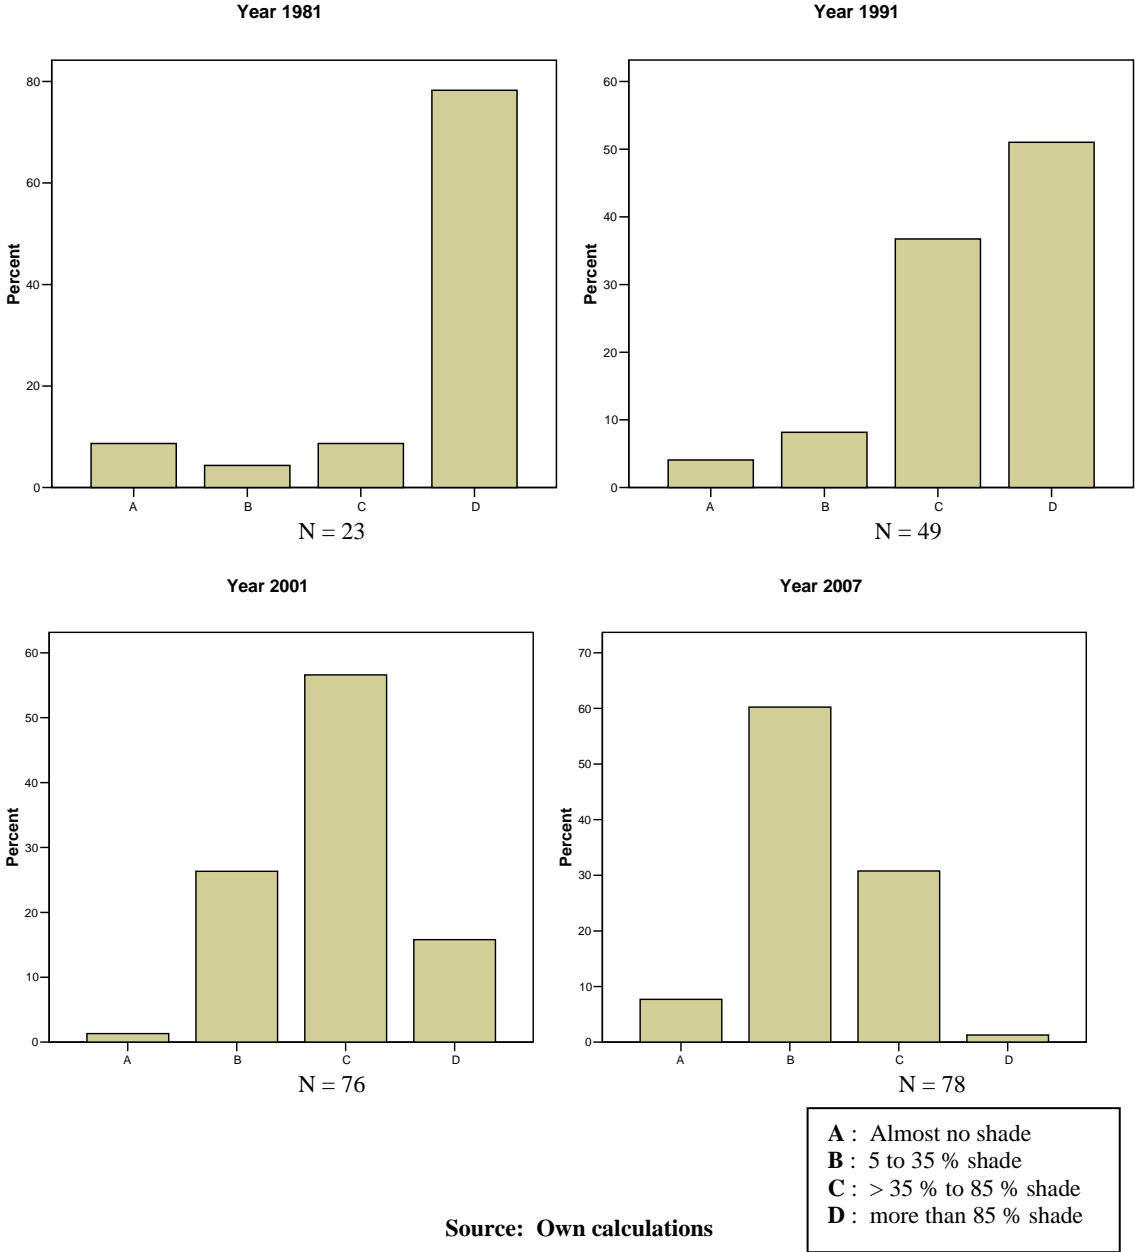 Year 1981
Percent
80
60
40
20
0
A B C D
N = 23
Year 1991
Percent
60
50
40
30
20
10
0
A B C D
N = 49
Year 2001
Percent
60
50
40
30
20
10
0
A B C D
N = 76
Year 2007
Percent
70
60
50
40
30
20
10
0
A B C D
N = 78
A : Almost no shade
B : 5 to 35 % shade
C : > 35 % to 85 % shade
D : more than 85 % shade
Source: Own calculations